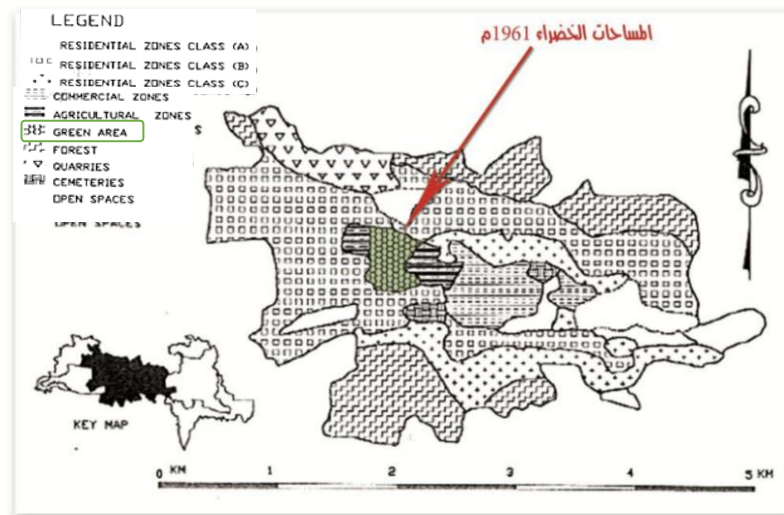 LEGEND
RESIDENTIAL ZONES CLASS (A)
RESIDENTIAL ZONES CLASS (B)
RESIDENTIAL ZONES CLASS (C)
COMMERCIAL ZONES
AGRICULTURAL ZONES
GREEN AREA
FOREST
QUARRIES
CEMETERIES
OPEN SPACES
OPEN SPACES
المساحات الخضراء 1961م
KEY MAP
0 KM 1 2 3 4 5 KM